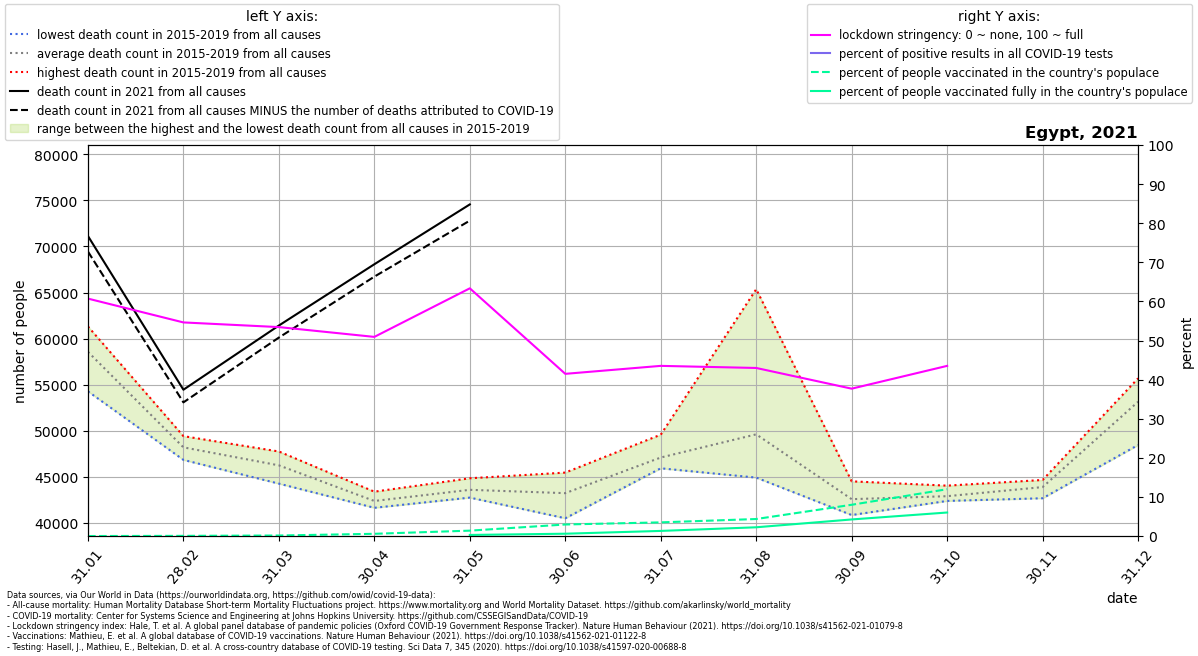 left Y axis:
lowest death count in 2015-2019 from all causes
average death count in 2015-2019 from all causes
highest death count in 2015-2019 from all causes
death count in 2021 from all causes
death count in 2021 from all causes MINUS the number of deaths attributed to COVID-19
range between the highest and the lowest death count from all causes in 2015-2019
right Y axis:
lockdown stringency: 0 ~ none, 100 ~ full
percent of positive results in all COVID-19 tests
percent of people vaccinated in the country's populace
percent of people vaccinated fully in the country's populace
Egypt, 2021
number of people
80000
75000
70000
65000
60000
55000
50000
45000
40000
100
90
80
70
60
50
40
30
20
10
0
percent
31.01
28.02
31.03
30.04
31.05
30.06
31.07
31.08
30.09
31.10
30.11
31.12
date
Data sources, via Our World in Data (https://ourworldindata.org, https://github.com/owid/covid-19-data):
- All-cause mortality: Human Mortality Database Short-term Mortality Fluctuations project. https://www.mortality.org and World Mortality Dataset. https://github.com/akarlinsky/world_mortality
- COVID-19 mortality: Center for Systems Science and Engineering at Johns Hopkins University. https://github.com/CSSEGISandData/COVID-19
- Lockdown stringency index: Hale, T. et al. A global panel database of pandemic policies (Oxford COVID-19 Government Response Tracker). Nature Human Behaviour (2021). https://doi.org/10.1038/s41562-021-01079-8
- Vaccinations: Mathieu, E. et al. A global database of COVID-19 vaccinations. Nature Human Behaviour (2021). https://doi.org/10.1038/s41562-021-01122-8
- Testing: Hasell, J., Mathieu, E., Beltekian, D. et al. A cross-country database of COVID-19 testing. Sci Data 7, 345 (2020). https://doi.org/10.1038/s41597-020-00688-8